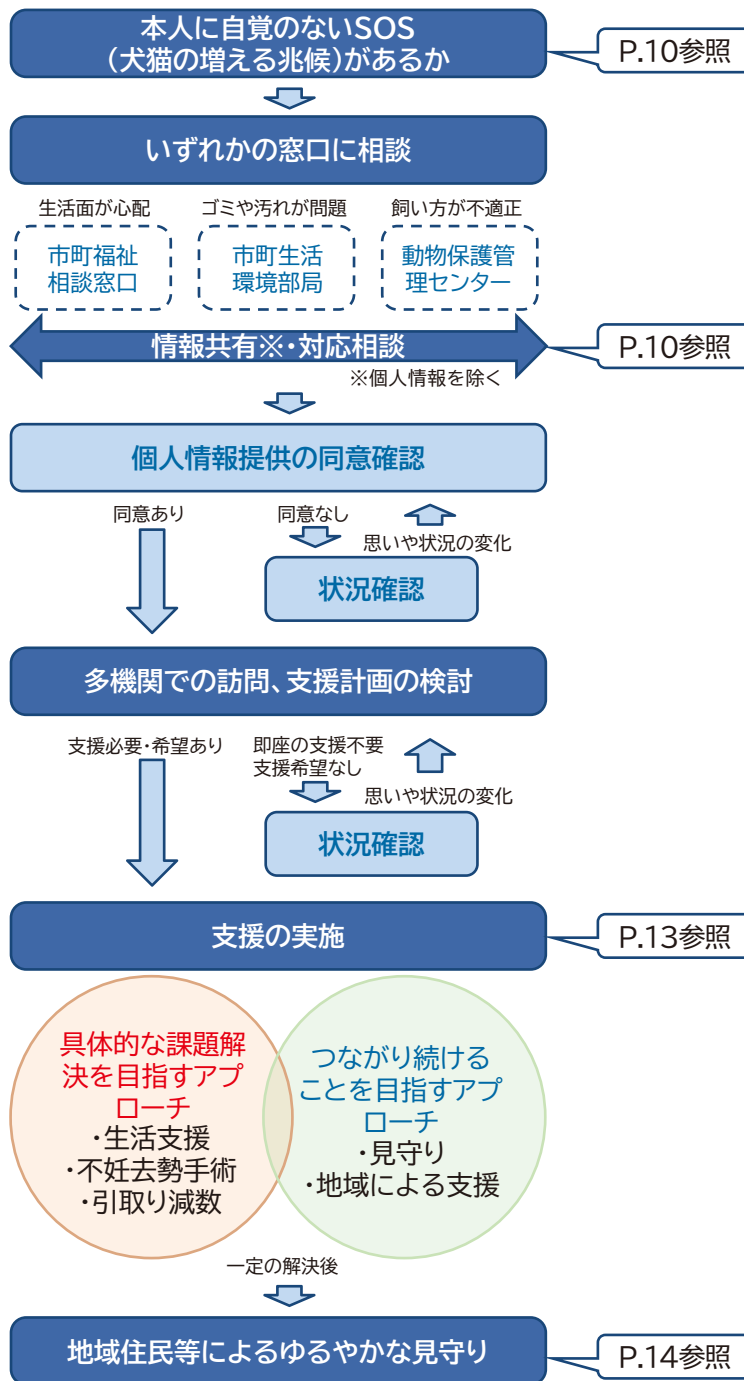 本人に自覚のないSOS
(犬猫の増える兆候)があるか
P.10参照
いずれかの窓口に相談
生活面が心配
ゴミや汚れが問題
飼い方が不適正
市町福祉
相談窓口
市町生活
環境部局
動物保護管
理センター
情報共有※・対応相談
P.10参照
※個人情報を除く
個人情報提供の同意確認
同意あり
同意なし
思いや状況の変化
状況確認
多機関での訪問、支援計画の検討
支援必要・希望あり
即座の支援不要
支援希望なし
思いや状況の変化
状況確認
支援の実施
P.13参照
具体的な課題解
決を目指すアプ
ローチ
・生活支援
・不妊去勢手術
・引取り減数
つながり続ける
ことを目指すアプ
ローチ
・見守り
・地域による支援
一定の解決後
地域住民等によるゆるやかな見守り
P.14参照